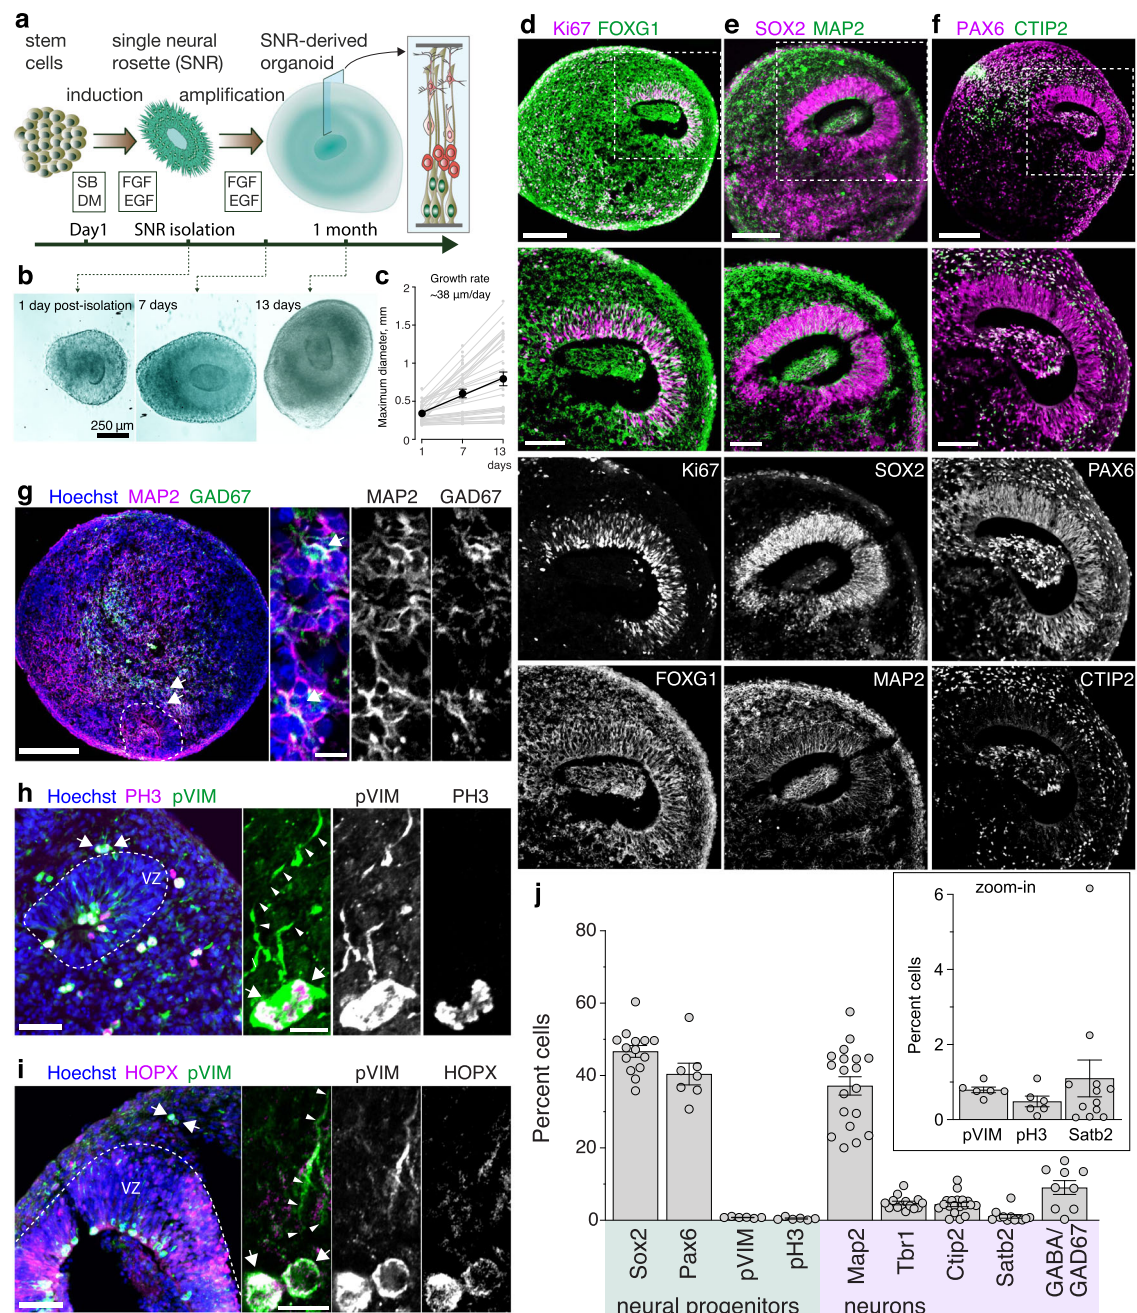 a
stem cells
single neural rosette (SNR)
SNR-derived organoid
induction
amplification
SB DM
FGF EGF
FGF EGF
Day1
SNR isolation
1 month
b
1 day post-isolation
7 days
13 days
250 µm
c
Growth rate
~38 µm/day
Maximum diameter, mm
2
1.5
1
0.5
0
1
7
13
days
d
Ki67 FOXG1
e
SOX2 MAP2
f
PAX6 CTIP2
Ki67
SOX2
PAX6
FOXG1
MAP2
CTIP2
g
Hoechst MAP2 GAD67
MAP2
GAD67
h
Hoechst PH3 pVIM
pVIM
PH3
VZ
i
Hoechst HOPX pVIM
pVIM
HOPX
VZ
j
Percent cells
80
60
40
20
0
Sox2
Pax6
pVIM
pH3
Map2
Tbr1
Ctip2
Satb2
GABA/
GAD67
neural progenitors
neurons
zoom-in
Percent cells
6
4
2
0
pVIM
pH3
Satb2